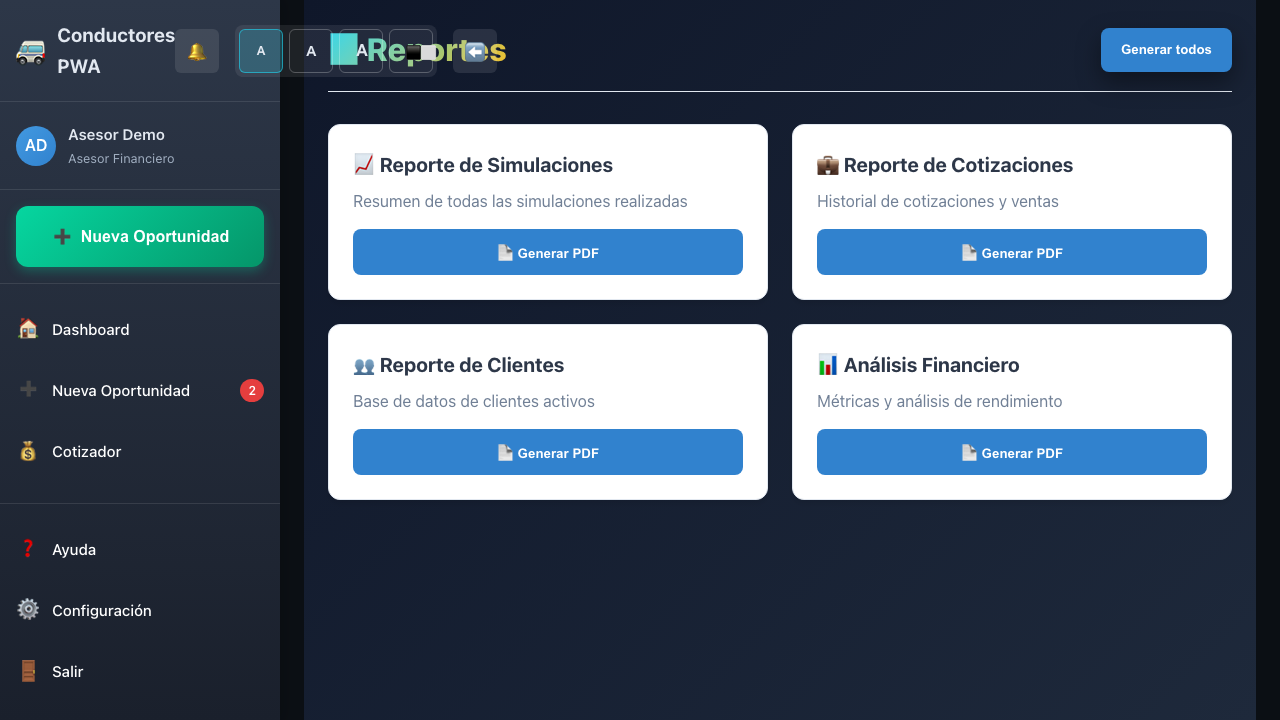 Conductores
PWA
A
A
A
Reportes
Generar todos
Asesor Demo
AD
Asesor Financiero
Nueva Oportunidad
Dashboard
Nueva Oportunidad
2
Cotizador
Ayuda
Configuración
Salir
Reporte de Simulaciones
Resumen de todas las simulaciones realizadas
Generar PDF
Reporte de Cotizaciones
Historial de cotizaciones y ventas
Generar PDF
Reporte de Clientes
Base de datos de clientes activos
Generar PDF
Análisis Financiero
Métricas y análisis de rendimiento
Generar PDF